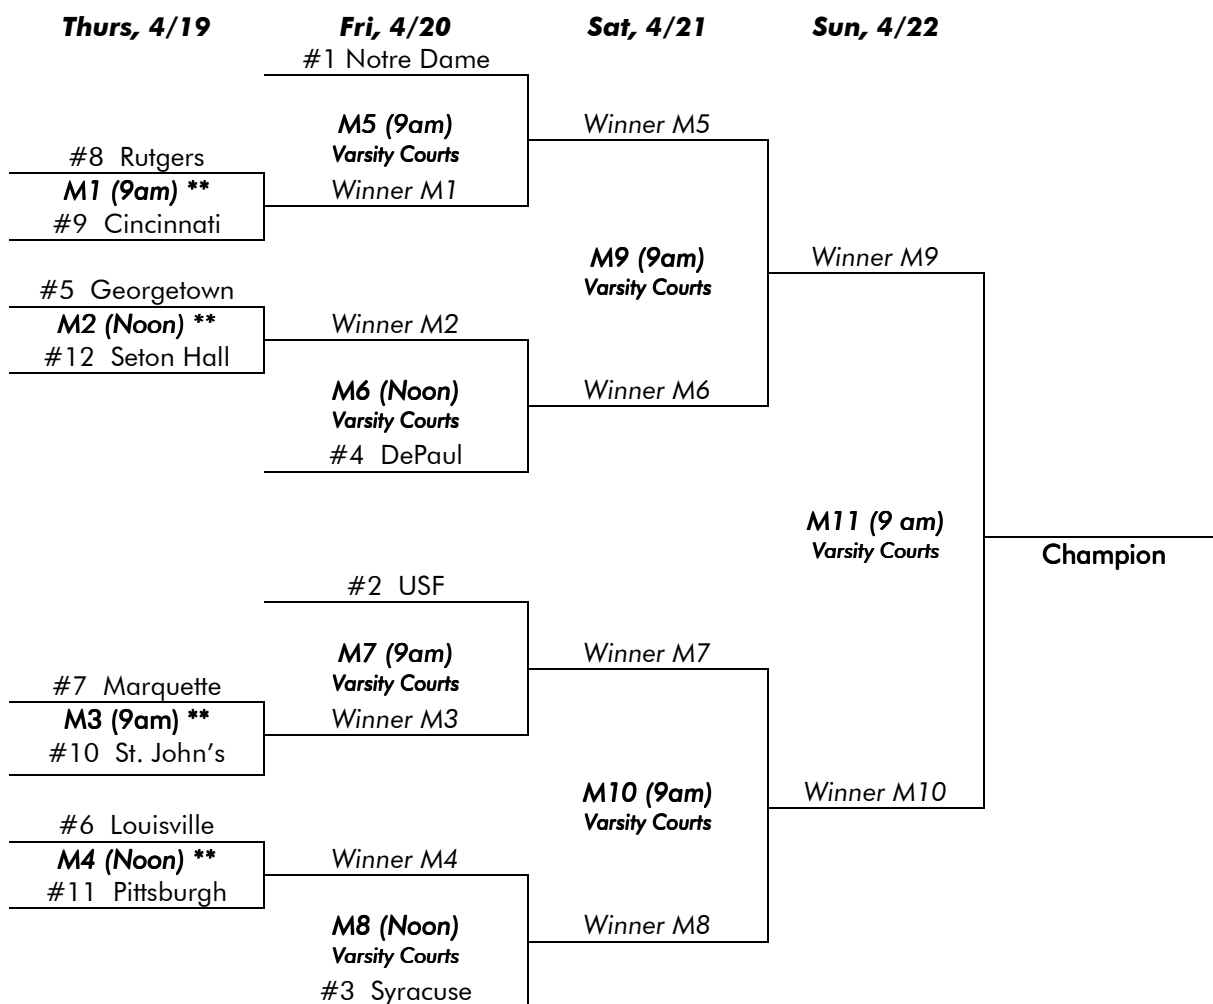 Thurs, 4/19 Fri, 4/20 Sat, 4/21 Sun, 4/22
#1 Notre Dame
M5 (9am)
Varsity Courts
Winner M5
#8 Rutgers
M1 (9am) **
#9 Cincinnati
Winner M1
M9 (9am)
Varsity Courts
Winner M9
#5 Georgetown
M2 (Noon) **
#12 Seton Hall
Winner M2
M6 (Noon)
Varsity Courts
Winner M6
#4 DePaul
M11 (9 am)
Varsity Courts
Champion
#2 USF
M7 (9am)
Varsity Courts
Winner M7
#7 Marquette
M3 (9am) **
#10 St. John's
Winner M3
M10 (9am)
Varsity Courts
Winner M10
#6 Louisville
M4 (Noon) **
#11 Pittsburgh
Winner M4
M8 (Noon)
Varsity Courts
Winner M8
#3 Syracuse